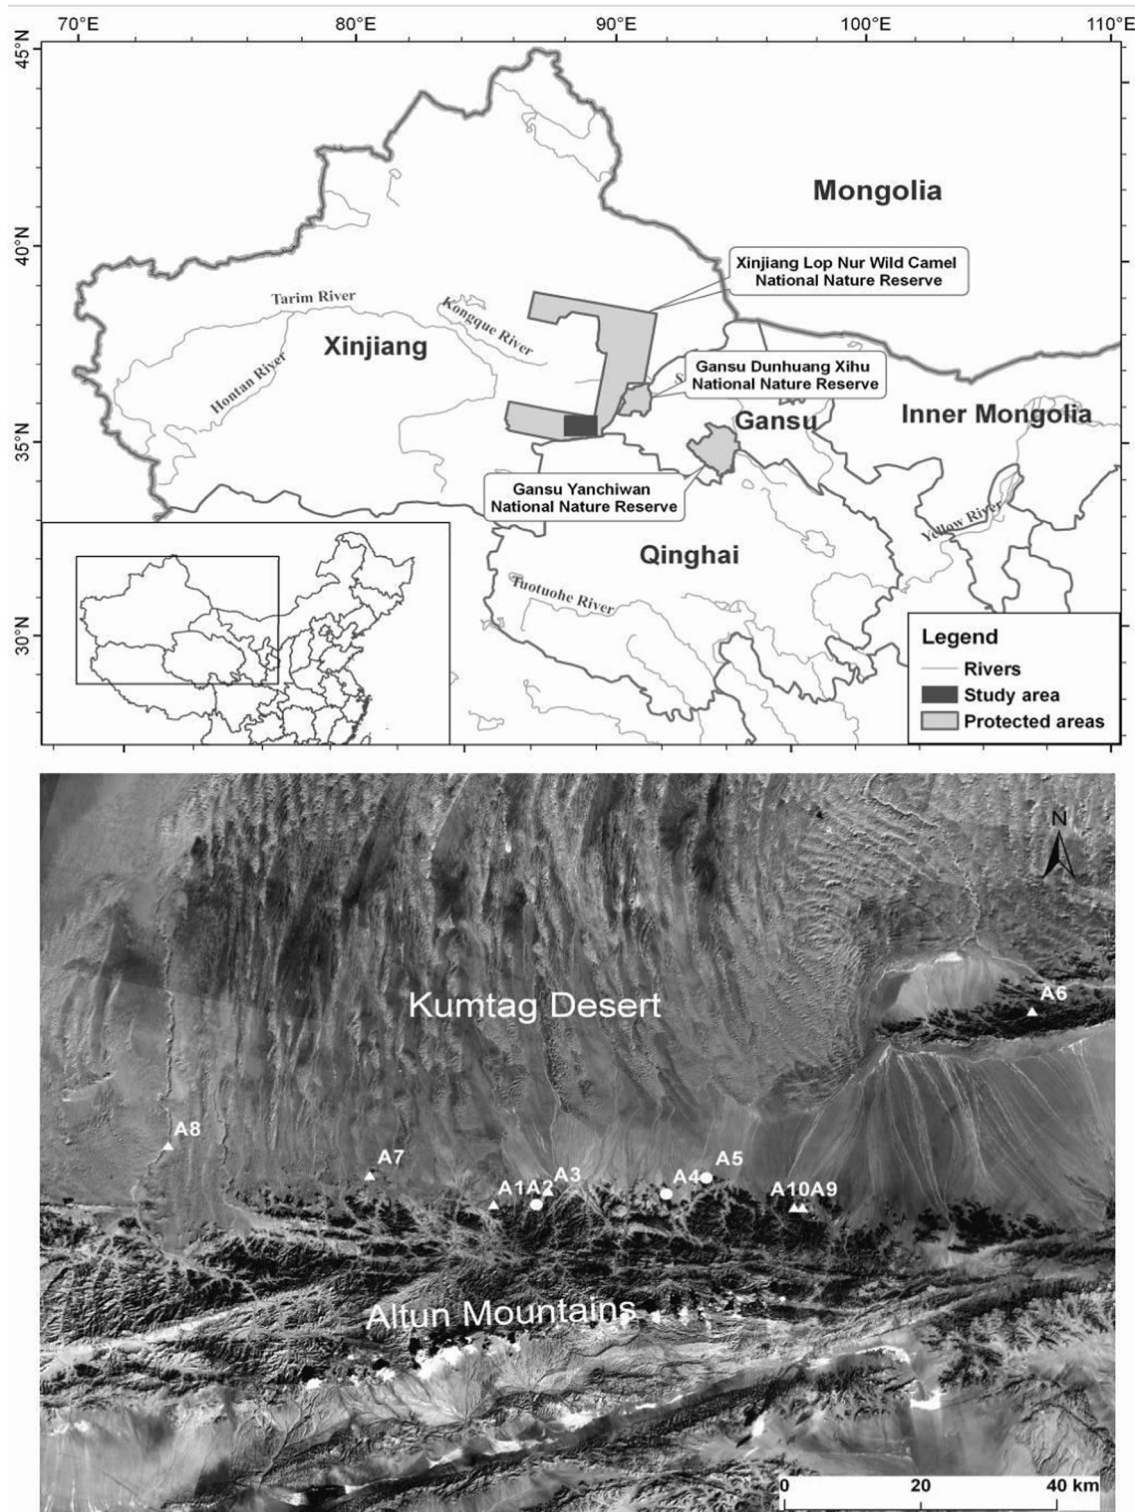 70°E 80°E 90°E 100°E 110°E
45°N
40°N
35°N
30°N
Mongolia
Xinjiang Lop Nur Wild Camel
National Nature Reserve
Tarim River
Kongque River
Xinjiang
Hontan River
Gansu Dunhuang Xihu
National Nature Reserve
S
Gansu
Inner Mongolia
Gansu Yanchiwan
National Nature Reserve
Yellow River
Qinghai
Tuotuohe River
Legend
Rivers
Study area
Protected areas
N
Kumtag Desert
A6
A8
A7
A5
A3
A4
A1A2
A10A9
Altun Mountains
0 20 40 km